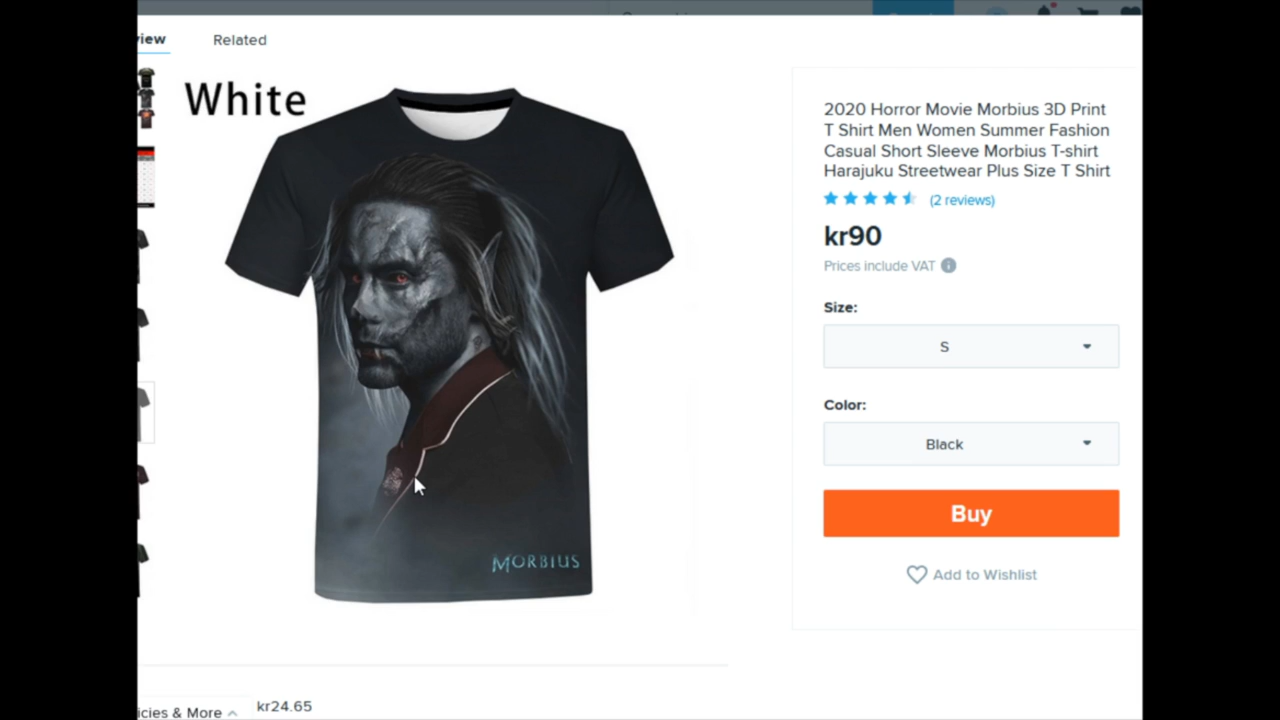 view
Related
White
2020 Horror Movie Morbius 3D Print
T Shirt Men Women Summer Fashion
Casual Short Sleeve Morbius T-shirt
Harajuku Streetwear Plus Size T Shirt
(2 reviews)
kr90
Prices include VAT
Size:
S
Color:
Black
Buy
Add to Wishlist
MORBIUS
icies & More
kr24.65